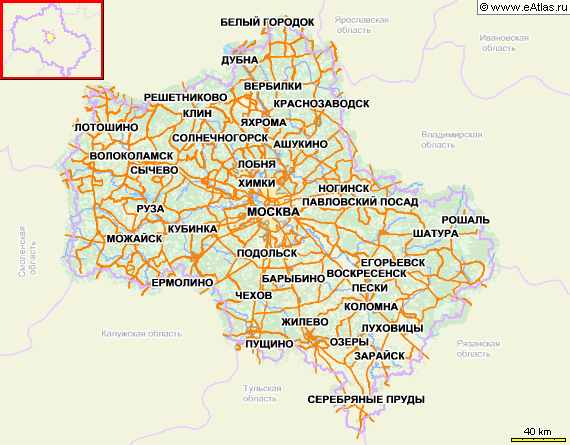 © www.eAtlas.ru
БЕЛЫЙ ГОРОДОК
Ярославская
область
Ивановская
область
ДУБНА
ВЕРБИЛКИ
РЕШЕТНИКОВО
КРАСНОЗАВОДСК
КЛИН
ЛОТОШИНО
ЯХРОМА
СОЛНЕЧНОГОРСК
АШУКИНО
Владимирская
область
ВОЛОКОЛАМСК
СЫЧЕВО
ЛОБНЯ
ХИМКИ
НОГИНСК
ПАВЛОВСКИЙ ПОСАД
РУЗА
МОСКВА
РОШАЛЬ
ШАТУРА
КУБИНКА
МОЖАЙСК
Смоленская
область
ПОДОЛЬСК
ЕГОРЬЕВСК
ВОСКРЕСЕНСК
БАРЫБИНО
ЕРМОЛИНО
ПЕСКИ
ЧЕХОВ
КОЛОМНА
ЖИЛЕВО
ЛУХОВИЦЫ
Калужская область
ПУЩИНО
ОЗЕРЫ
ЗАРАЙСК
Рязанская
область
Тульская
область
СЕРЕБРЯНЫЕ ПРУДЫ
40 km